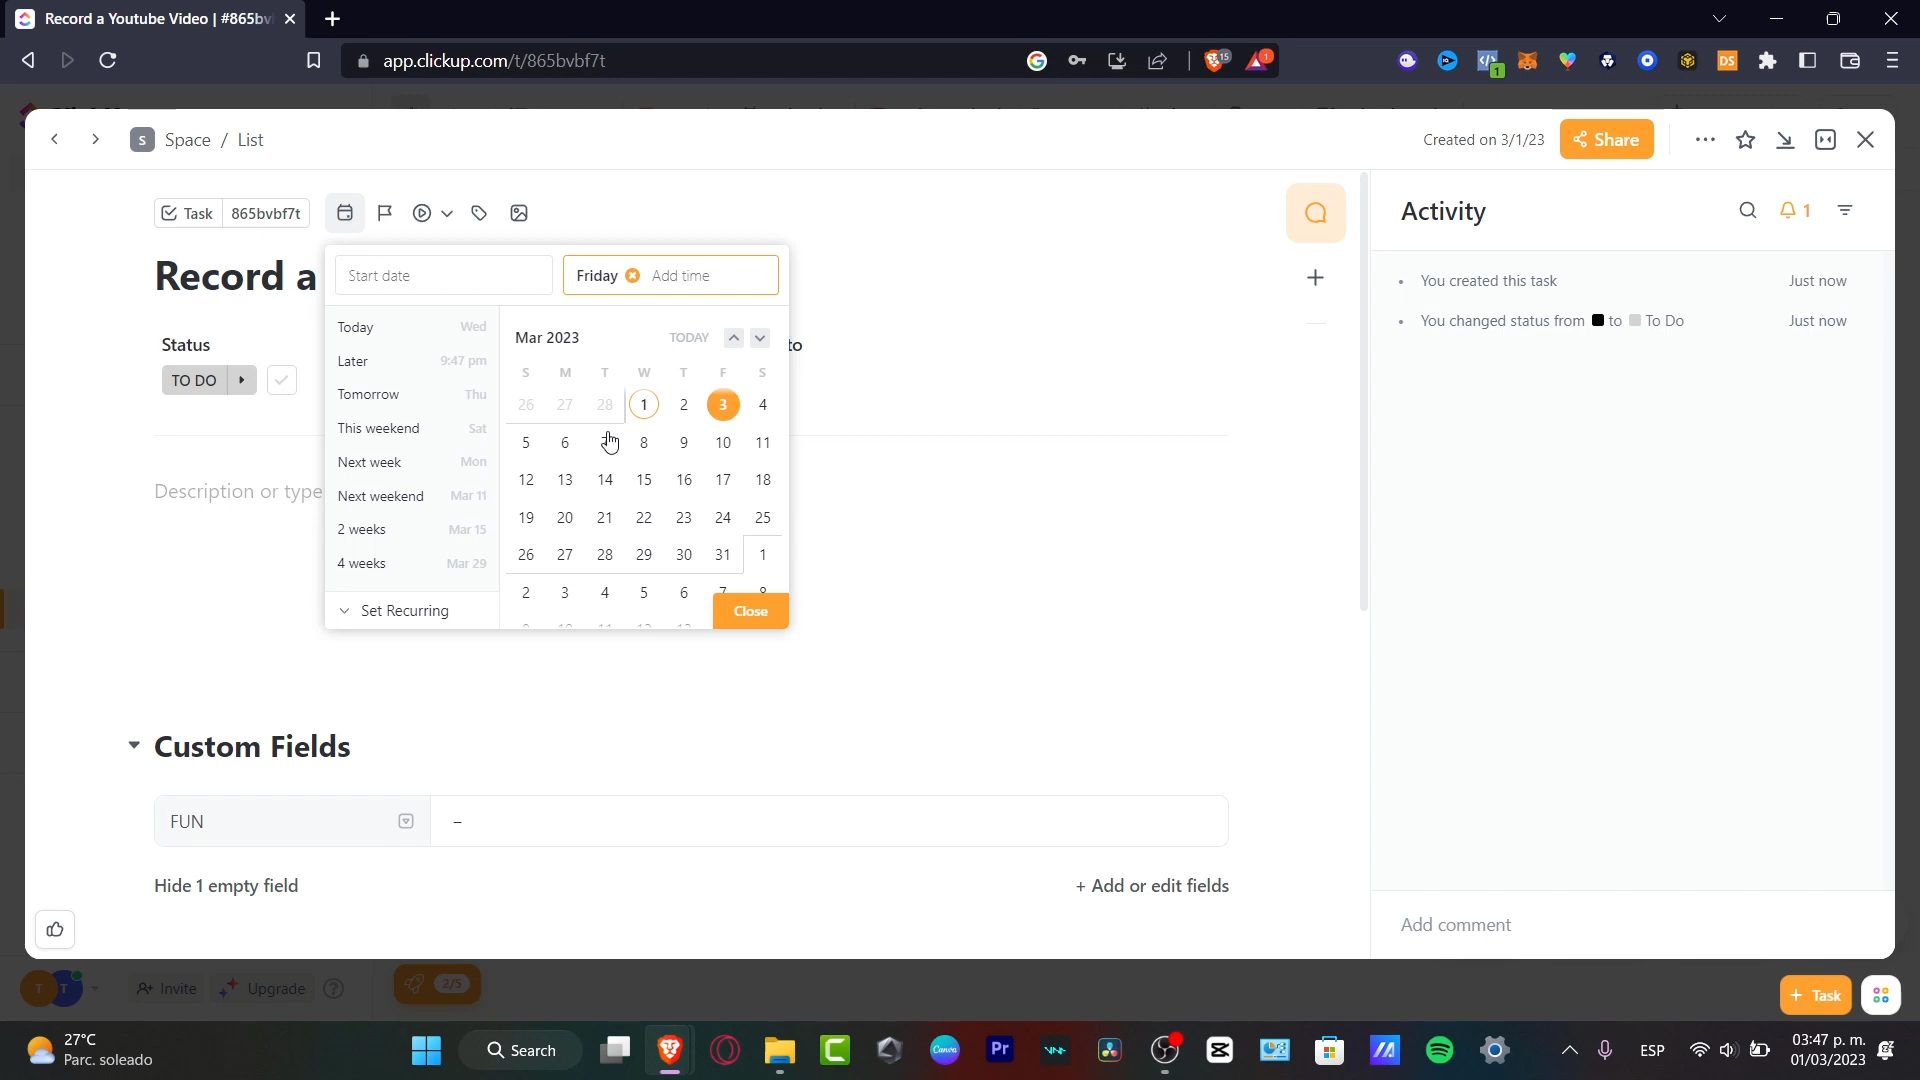 Record a Youtube Video | #865bv
app.clickup.com/t/865bvbf7t
15
1
1
DS
S Space / List
Created on 3/1/23
Share
Task 865bvbf7t
Record a
Start date
Friday Add time
Status
to
TO DO
Today Wed
Later 9:47 pm
Tomorrow Thu
This weekend Sat
Next week Mon
Next weekend Mar 11
2 weeks Mar 15
4 weeks Mar 29
Set Recurring
Mar 2023 TODAY
S M T W T F S
26 27 28 1 2 3 4
5 6 8 9 10 11
12 13 14 15 16 17 18
19 20 21 22 23 24 25
26 27 28 29 30 31 1
2 3 4 5 6 7 8
Close
Description or type
Custom Fields
FUN –
Hide 1 empty field
+ Add or edit fields
Activity
1
You created this task Just now
You changed status from to To Do Just now
Add comment
T T
Invite
Upgrade
?
2/5
+ Task
27°C
Parc. soleado
Search
Canva
Pr
ESP
03:47 p. m.
01/03/2023